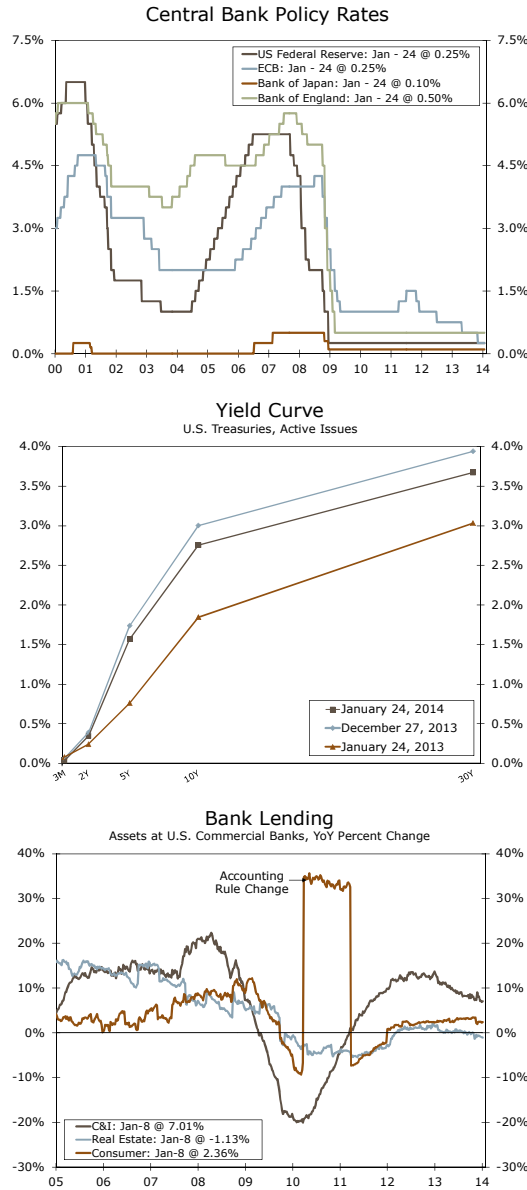 Central Bank Policy Rates
7.5% 7.5%
US Federal Reserve: Jan - 24 @ 0.25%
ECB: Jan - 24 @ 0.25%
Bank of Japan: Jan - 24 @ 0.10%
Bank of England: Jan - 24 @ 0.50%
6.0% 6.0%
4.5% 4.5%
3.0% 3.0%
1.5% 1.5%
0.0% 0.0%
00 01 02 03 04 05 06 07 08 09 10 11 12 13 14
Yield Curve
U.S. Treasuries, Active Issues
4.0% 4.0%
3.5% 3.5%
3.0% 3.0%
2.5% 2.5%
2.0% 2.0%
1.5% 1.5%
1.0% 1.0%
January 24, 2014
December 27, 2013
January 24, 2013
0.5% 0.5%
0.0% 0.0%
3M 2Y 5Y 10Y 30Y
Bank Lending
Assets at U.S. Commercial Banks, YoY Percent Change
40% 40%
Accounting
Rule Change
30% 30%
20% 20%
10% 10%
0% 0%
-10% -10%
-20% -20%
C&I: Jan-8 @ 7.01%
Real Estate: Jan-8 @ -1.13%
Consumer: Jan-8 @ 2.36%
-30% -30%
05 06 07 08 09 10 11 12 13 14